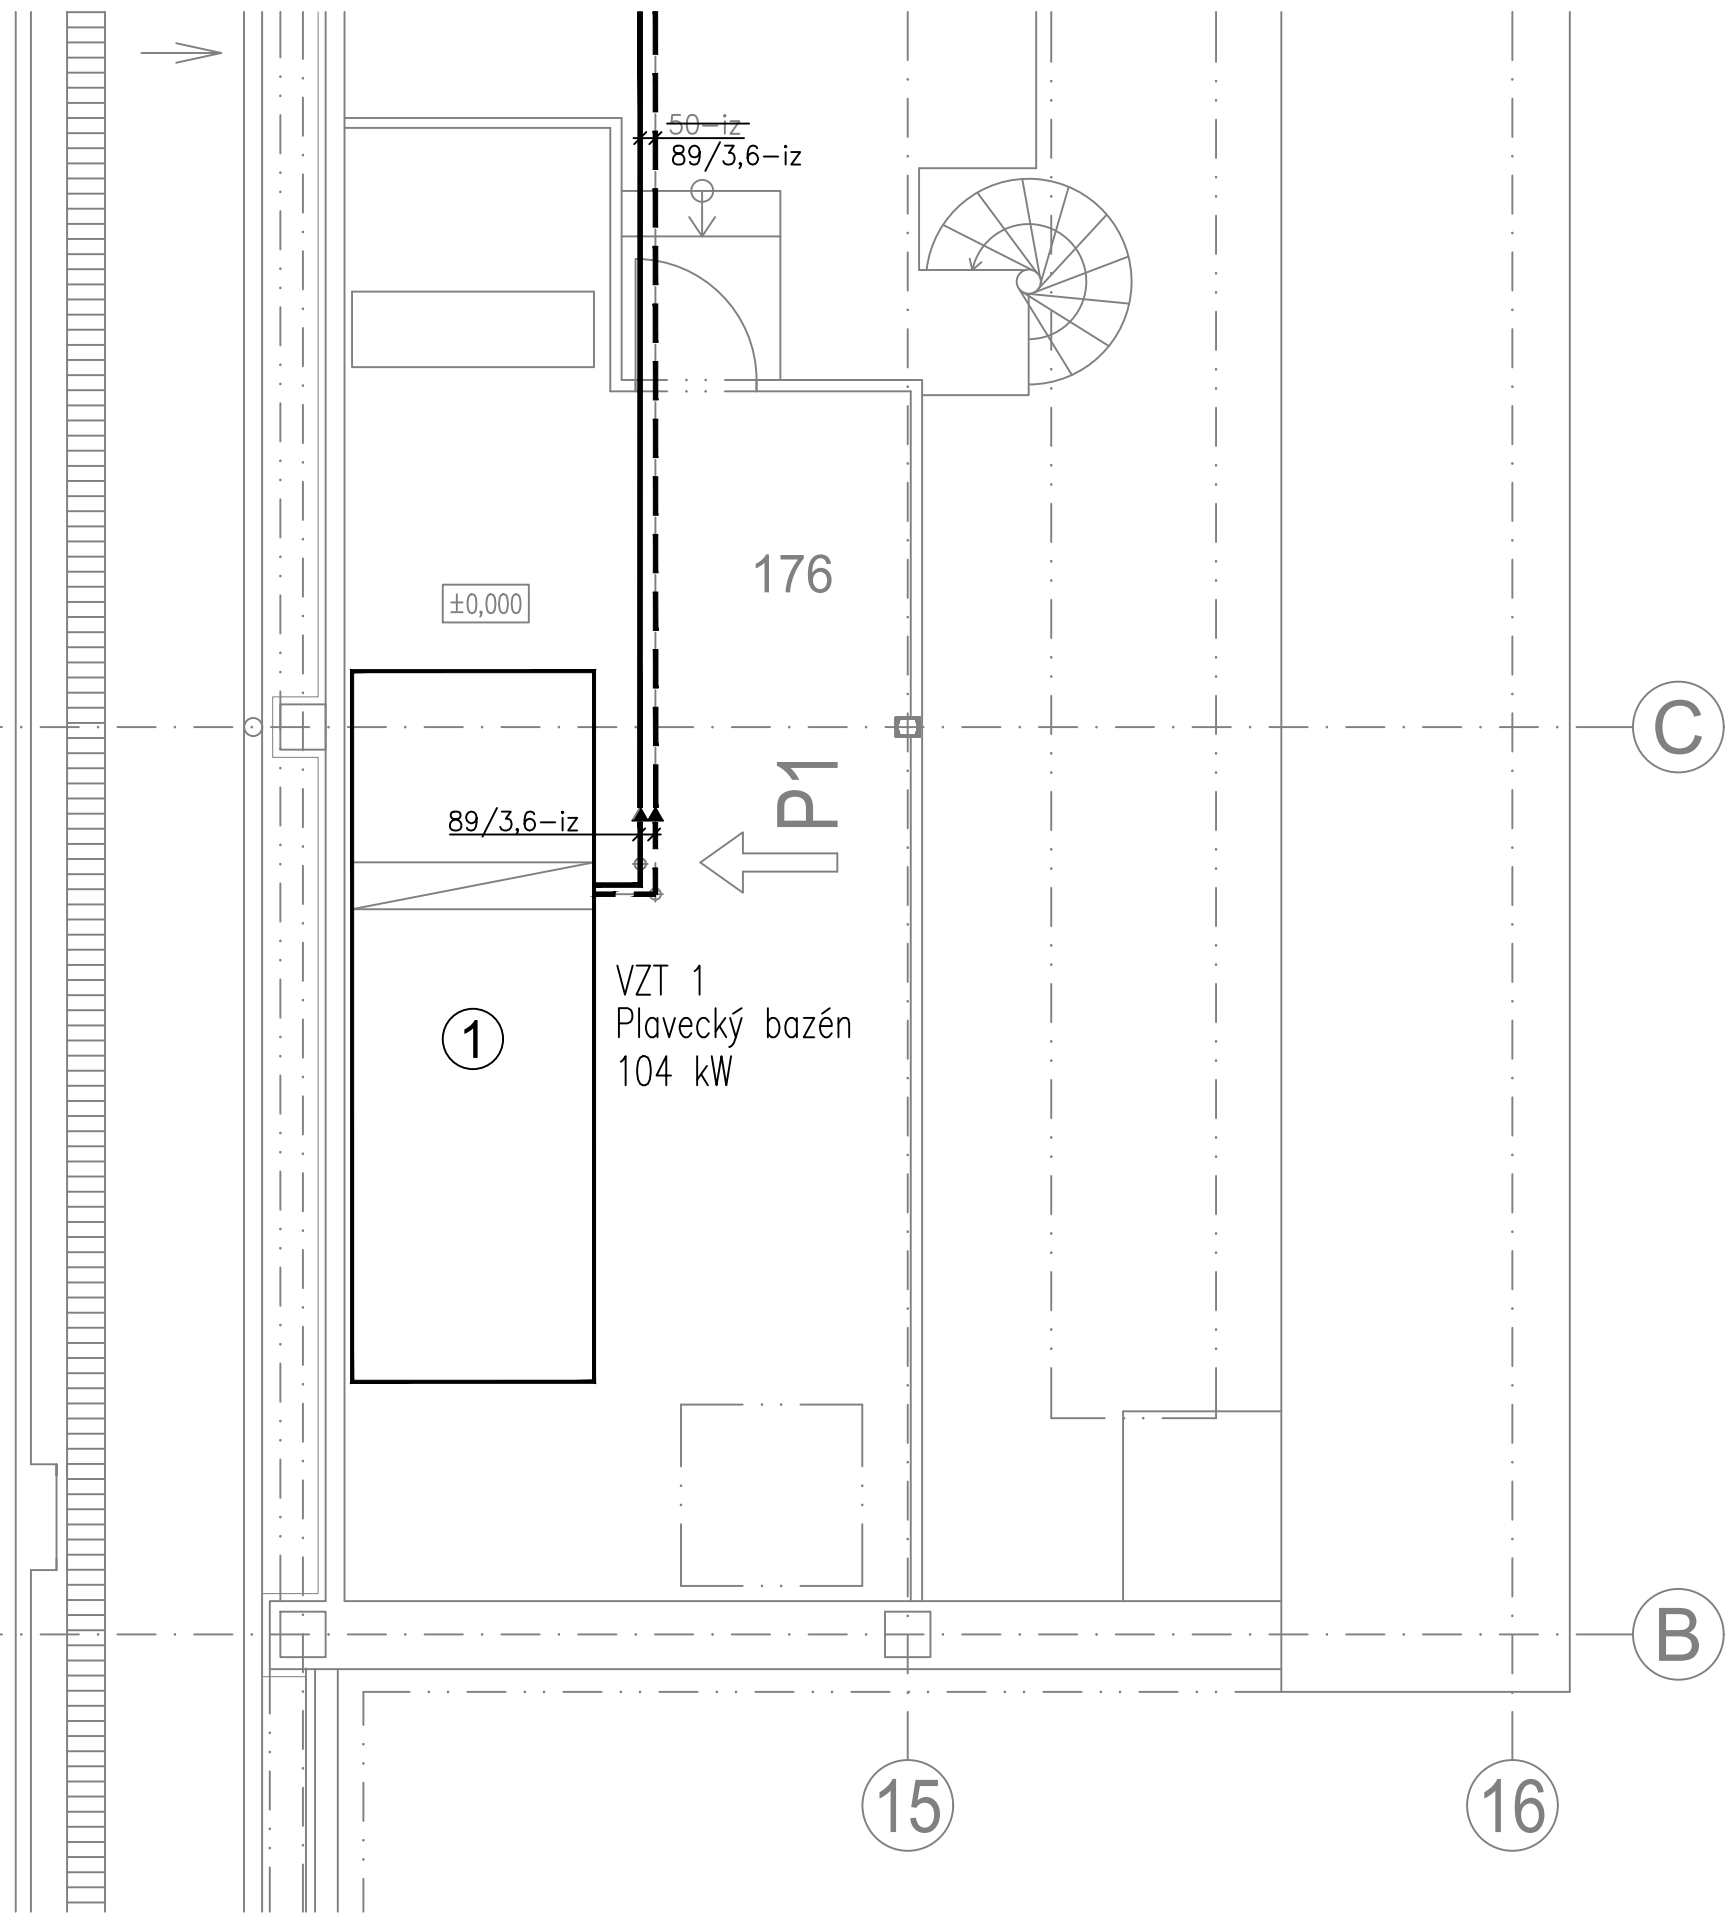 50-iz
89/3,6-iz
176
±0,000
C
P1
89/3,6-iz
VZT 1
Plavecký bazén
104 kW
1
B
15
16